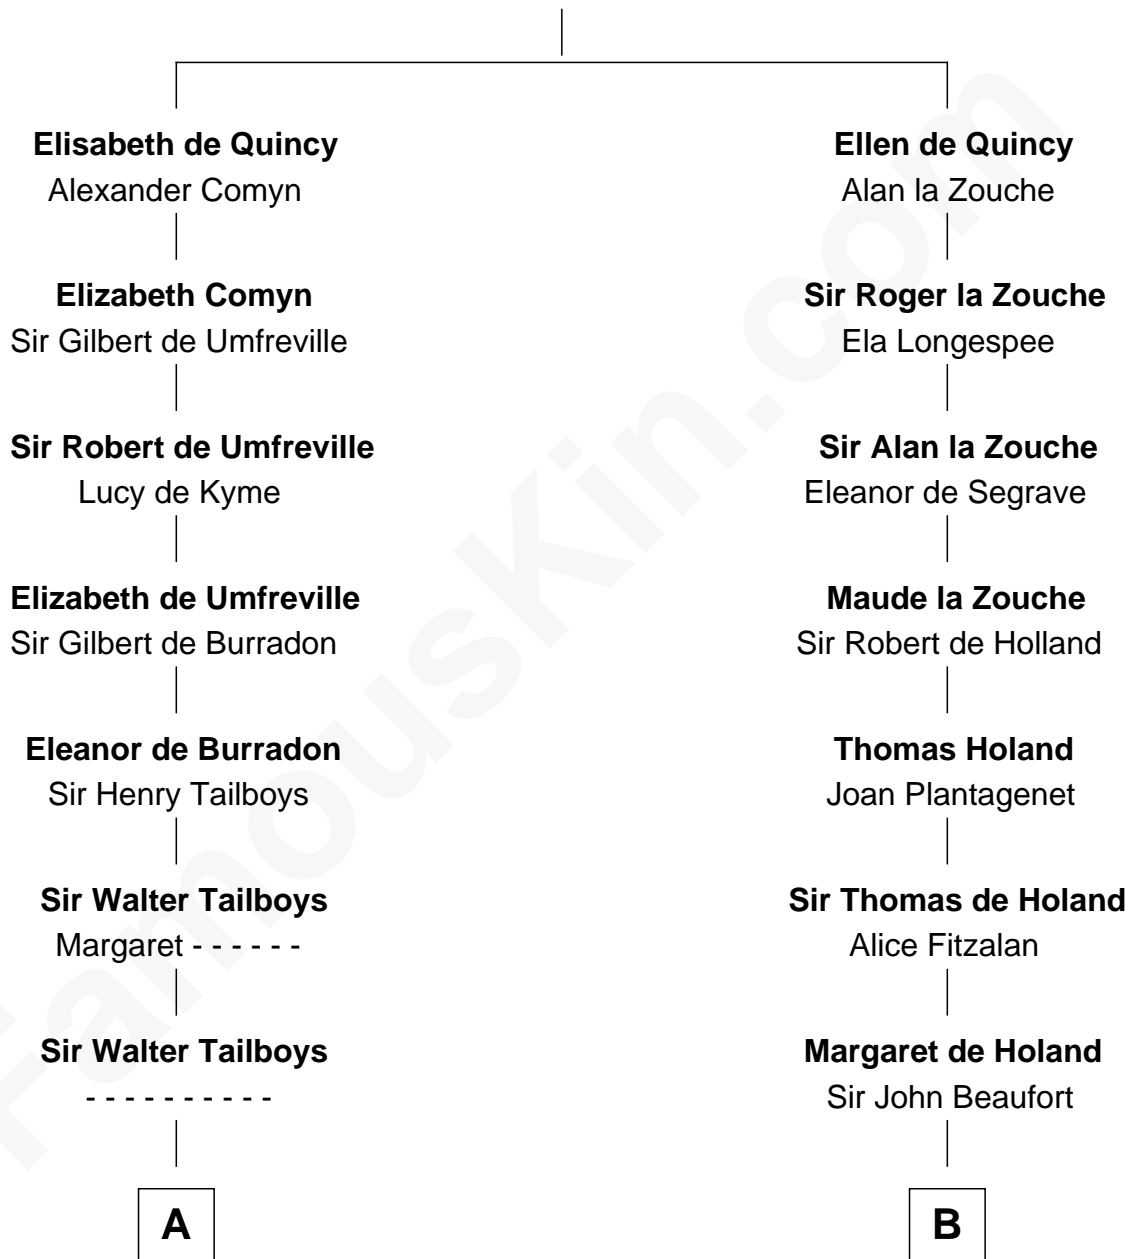 Elisabeth de Quincy
Alexander Comyn
Elizabeth Comyn
Sir Gilbert de Umfreville
Sir Robert de Umfreville
Lucy de Kyme
Elizabeth de Umfreville
Sir Gilbert de Burradon
Eleanor de Burradon
Sir Henry Tailboys
Sir Walter Tailboys
Margaret - - - - - -
Sir Walter Tailboys
- - - - - - - - - -
A
Ellen de Quincy
Alan la Zouche
Sir Roger la Zouche
Ela Longespee
Sir Alan la Zouche
Eleanor de Segrave
Maude la Zouche
Sir Robert de Holland
Thomas Holand
Joan Plantagenet
Sir Thomas de Holand
Alice Fitzalan
Margaret de Holand
Sir John Beaufort
B
FamousKin.com